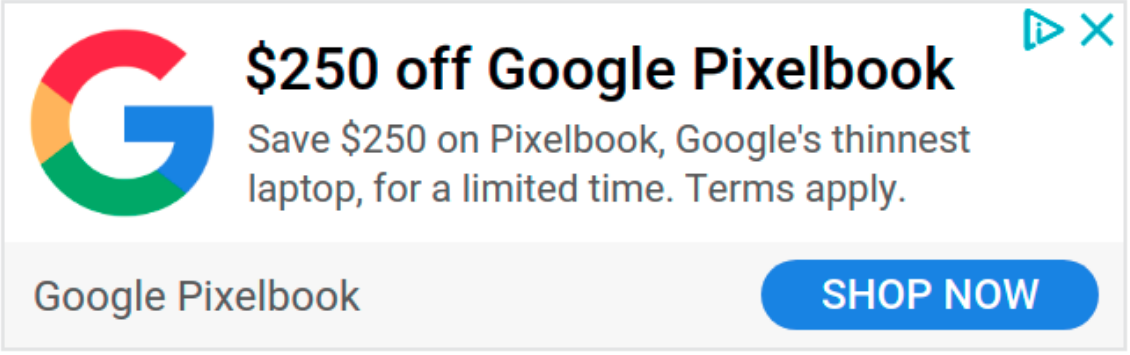 $250 off Google Pixelbook
Save $250 on Pixelbook, Google's thinnest
laptop, for a limited time. Terms apply.
Google Pixelbook
SHOP NOW